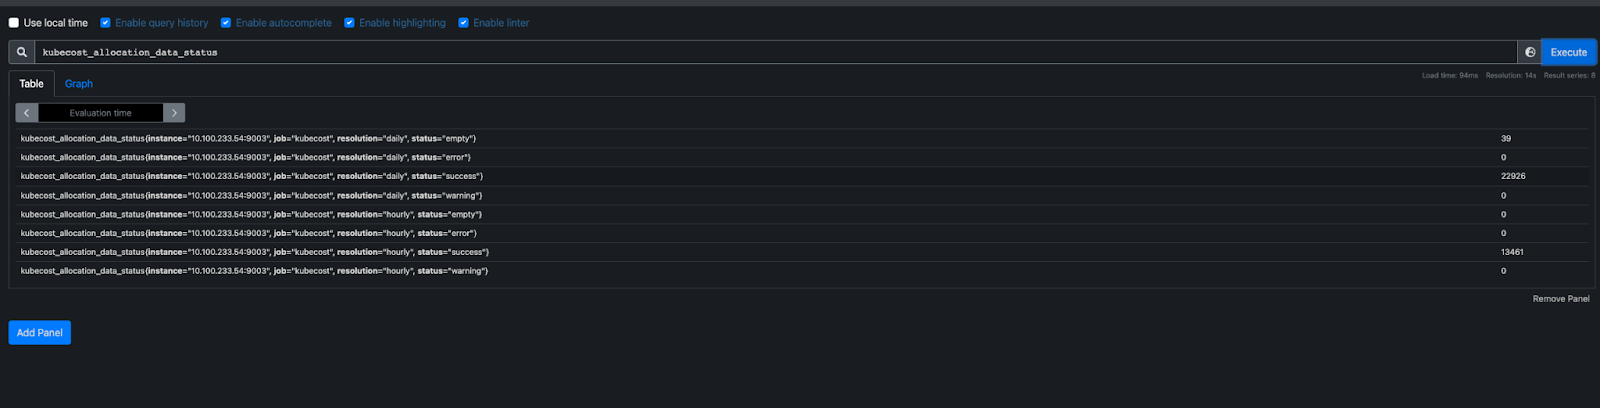 Use local time Enable query history Enable autocomplete Enable highlighting Enable linter
kubecost_allocation_data_status Execute
Table Graph Load time: 94ms Resolution: 14s Result series: 8
Evaluation time
kubecost_allocation_data_status{instance="10.100.233.54:9003", job="kubecost", resolution="daily", status="empty"} 39
kubecost_allocation_data_status{instance="10.100.233.54:9003", job="kubecost", resolution="daily", status="error"} 0
kubecost_allocation_data_status{instance="10.100.233.54:9003", job="kubecost", resolution="daily", status="success"} 22926
kubecost_allocation_data_status{instance="10.100.233.54:9003", job="kubecost", resolution="daily", status="warning"} 0
kubecost_allocation_data_status{instance="10.100.233.54:9003", job="kubecost", resolution="hourly", status="empty"} 0
kubecost_allocation_data_status{instance="10.100.233.54:9003", job="kubecost", resolution="hourly", status="error"} 0
kubecost_allocation_data_status{instance="10.100.233.54:9003", job="kubecost", resolution="hourly", status="success"} 13461
kubecost_allocation_data_status{instance="10.100.233.54:9003", job="kubecost", resolution="hourly", status="warning"} 0
Remove Panel
Add Panel